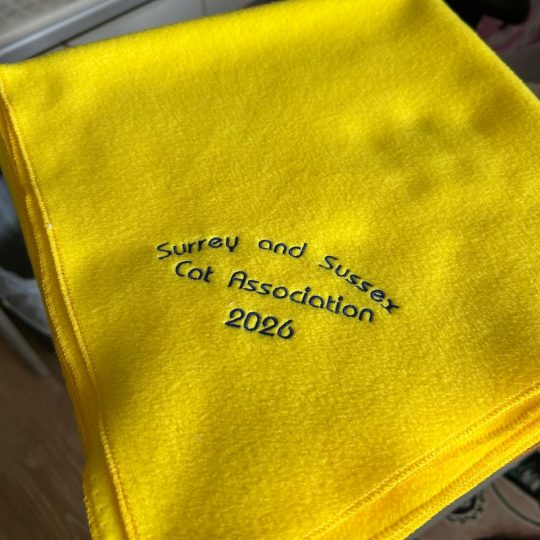 Surrey and Sussex
Cat Association
2026